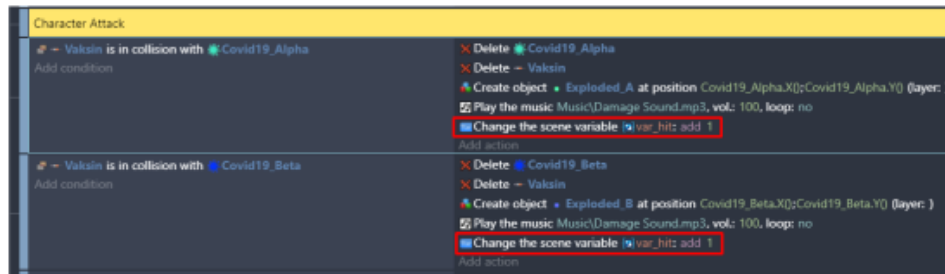 Character Attack
Vaksin is in collision with Covid19_Alpha
Add condition
Delete Covid19_Alpha
Delete Vaksin
Create object Exploded_A at position Covid19_Alpha.X();Covid19_Alpha.Y() (layer:
Play the music Music\Damage Sound.mp3, vol.: 100, loop: no
Change the scene variable var_hit: add 1
Add action
Vaksin is in collision with Covid19_Beta
Add condition
Delete Covid19_Beta
Delete Vaksin
Create object Exploded_B at position Covid19_Beta.X();Covid19_Beta.Y() (layer: )
Play the music Music\Damage Sound.mp3, vol.: 100, loop: no
Change the scene variable var_hit: add 1
Add action